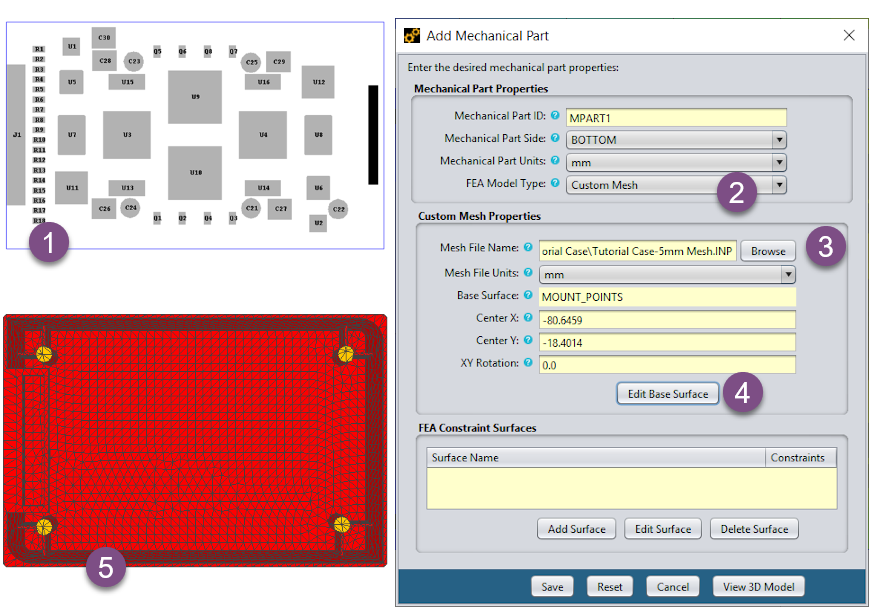 C30
U1
Q5 Q6 Q8 Q7
R1
R2
C28 C23 C25 C29
R3
R4
U5 U15 U16 U12
R5
R6
U9
R7
R8
R9
J1 R10 U7 U3 U4 U8
R11
R12
R13
U10
R14
U11 U13 U14 U6
R15
R16
C26 C24 C21 C27 C22
R17
Q1 Q2 Q4 Q3
R18
U2
1
5
Add Mechanical Part
Enter the desired mechanical part properties:
Mechanical Part Properties
Mechanical Part ID: ? MPART1
Mechanical Part Side: ? BOTTOM
Mechanical Part Units: ? mm
FEA Model Type: ? Custom Mesh
2
Custom Mesh Properties
Mesh File Name: ? orial Case\Tutorial Case-5mm Mesh.INP Browse
3
Mesh File Units: ? mm
Base Surface: ? MOUNT_POINTS
Center X: ? -80.6459
Center Y: ? -18.4014
XY Rotation: ? 0.0
Edit Base Surface
4
FEA Constraint Surfaces
Surface Name Constraints
Add Surface Edit Surface Delete Surface
Save Reset Cancel View 3D Model